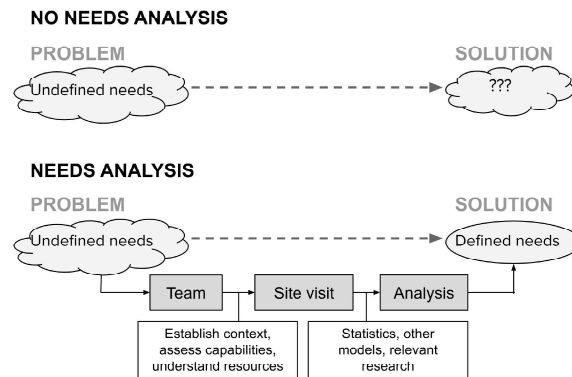 NO NEEDS ANALYSIS
PROBLEM
SOLUTION
Undefined needs
???
NEEDS ANALYSIS
PROBLEM
SOLUTION
Undefined needs
Defined needs
Team
Site visit
Analysis
Establish context,
assess capabilities,
understand resources
Statistics, other
models, relevant
research